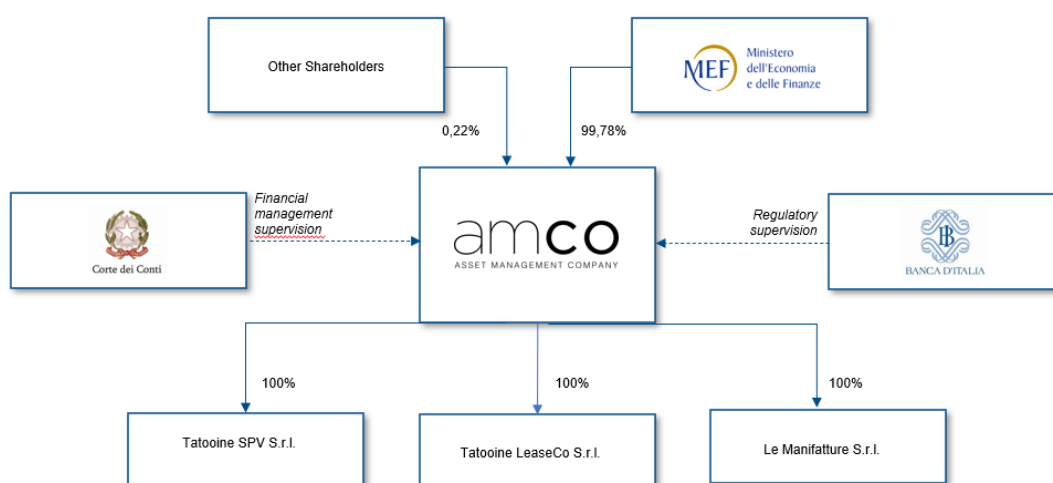 Other Shareholders
MEF
Ministero
dell'Economia
e delle Finanze
0,22%
99,78%
Financial
management
supervision
Corte dei Conti
amco
ASSET MANAGEMENT COMPANY
Regulatory
supervision
BI
BANCA D'ITALIA
100%
100%
100%
Tatooine SPV S.r.l.
Tatooine LeaseCo S.r.l.
Le Manifatture S.r.l.